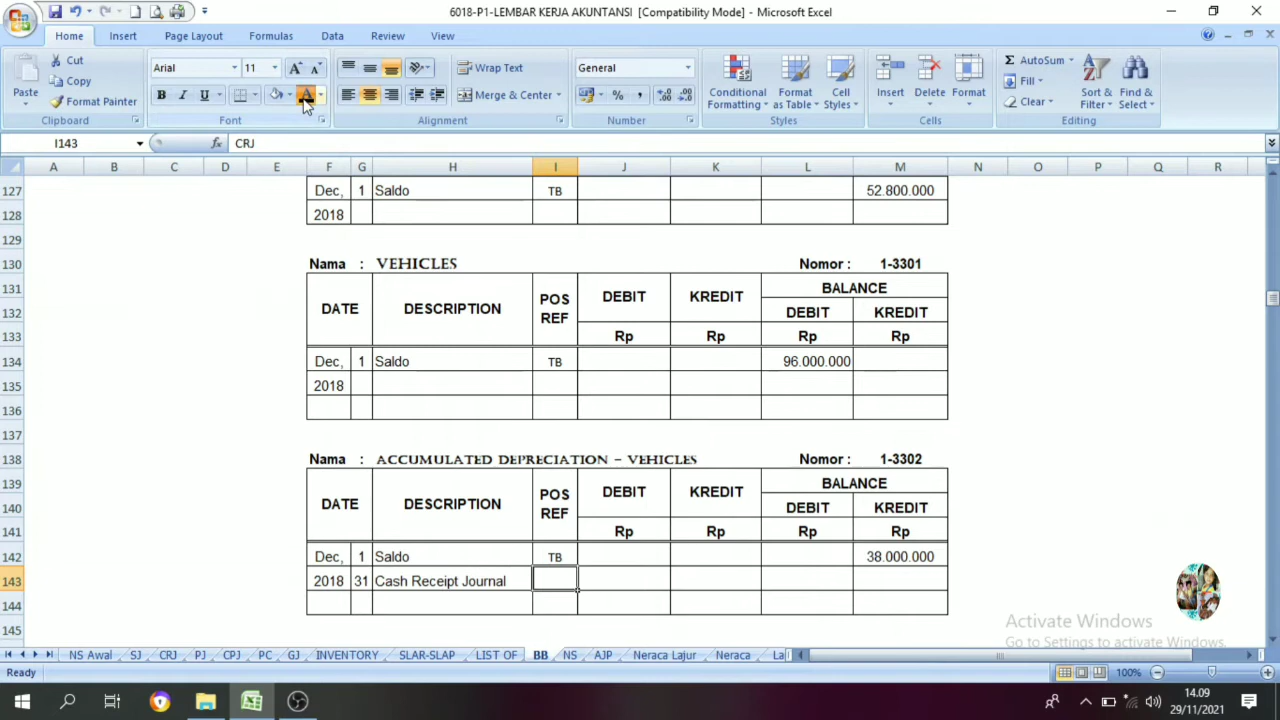 6018-P1-LEMBAR KERJA AKUNTANSI [Compatibility Mode] - Microsoft Excel
Home Insert Page Layout Formulas Data Review View
Paste
Cut
Copy
Format Painter
Clipboard
Arial 11
B I U
Font
Wrap Text
Merge & Center
Alignment
General
%
Number
Conditional Formatting
Format as Table
Cell Styles
Styles
Insert
Delete
Format
Cells
AutoSum
Fill
Clear
Sort & Filter
Find & Select
Editing
I143 fx CRJ
A B C D E F G H I J K L M N O P Q R
127 Dec, 1 Saldo TB 52.800.000
128 2018
129
130 Nama : VEHICLES Nomor : 1-3301
131 DATE DESCRIPTION POS REF DEBIT KREDIT BALANCE
132 DEBIT KREDIT
133 Rp Rp Rp Rp
134 Dec, 1 Saldo TB 96.000.000
135 2018
136
137
138 Nama : ACCUMULATED DEPRECIATION - VEHICLES Nomor : 1-3302
139 DATE DESCRIPTION POS REF DEBIT KREDIT BALANCE
140 DEBIT KREDIT
141 Rp Rp Rp Rp
142 Dec, 1 Saldo TB 38.000.000
143 2018 31 Cash Receipt Journal
144
145
Activate Windows
Go to Settings to activate Windows.
NS Awal SJ CRJ PJ CPJ PC GJ INVENTORY SLAR-SLAP LIST OF BB NS AJP Neraca Lajur Neraca La
Ready 100%
14.09
29/11/2021